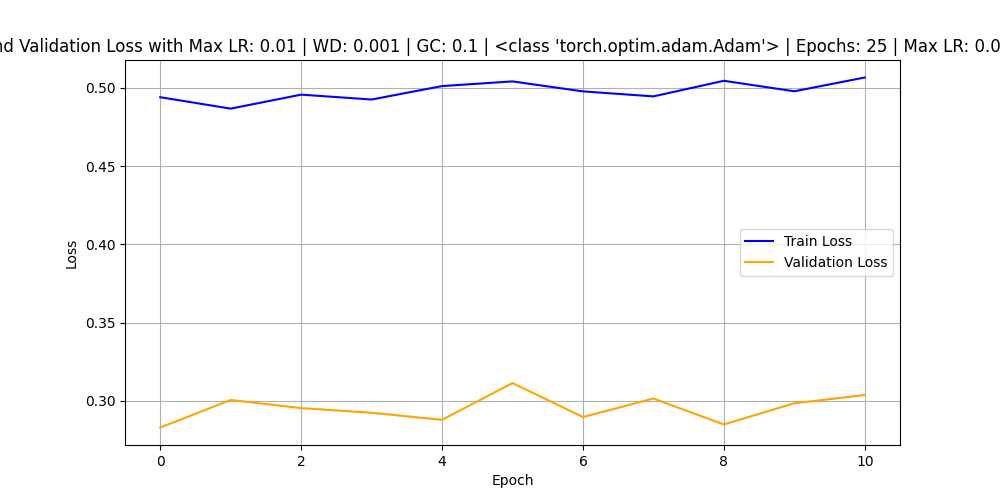 Validation Loss with Max LR: 0.01 | WD: 0.001 | GC: 0.1 | <class 'torch.optim.adam.Adam'> | Epochs: 25 | Max LR: 0.0
0.50
0.45
0.40
0.35
0.30
Loss
Train Loss
Validation Loss
0
2
4
6
8
10
Epoch